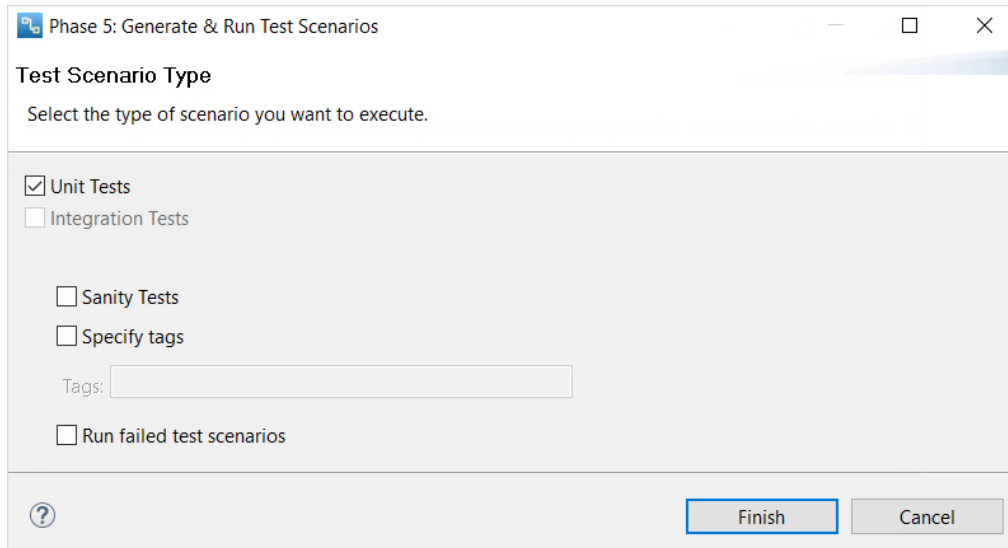 Phase 5: Generate & Run Test Scenarios
Test Scenario Type
Select the type of scenario you want to execute.
Unit Tests
Integration Tests
Sanity Tests
Specify tags
Tags:
Run failed test scenarios
?
Finish Cancel